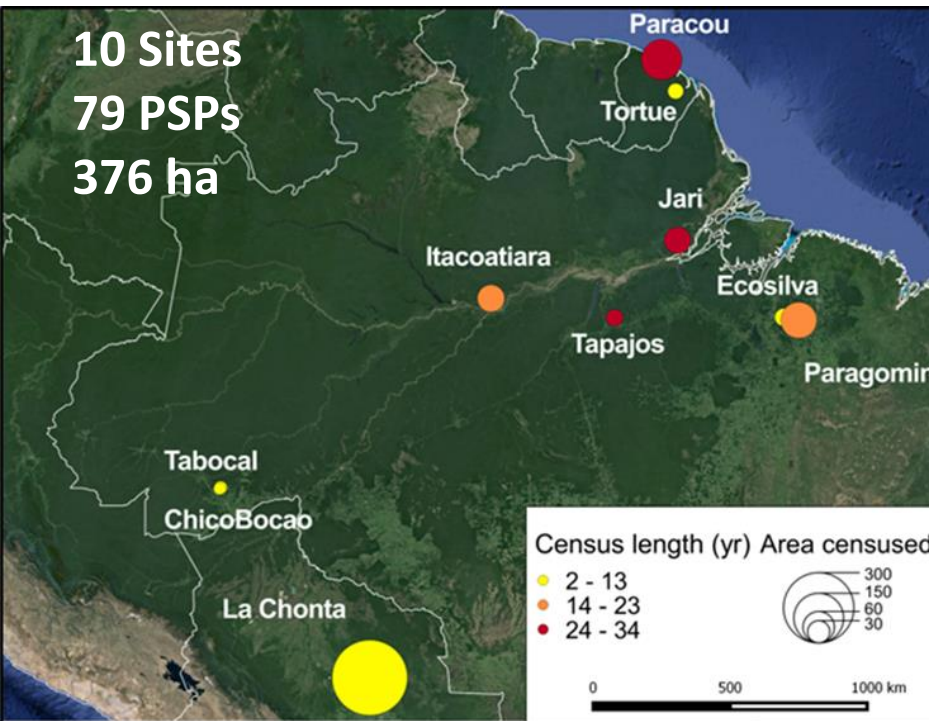 10 Sites
79 PSPs
376 ha
Paracou
Tortue
Jari
Itacoatiara
Ecosilva
Tapajos
Paragomin
Tabocal
ChicoBocao
La Chonta
Census length (yr) Area censused
2 - 13
14 - 23
24 - 34
300
150
60
30
0 500 1000 km